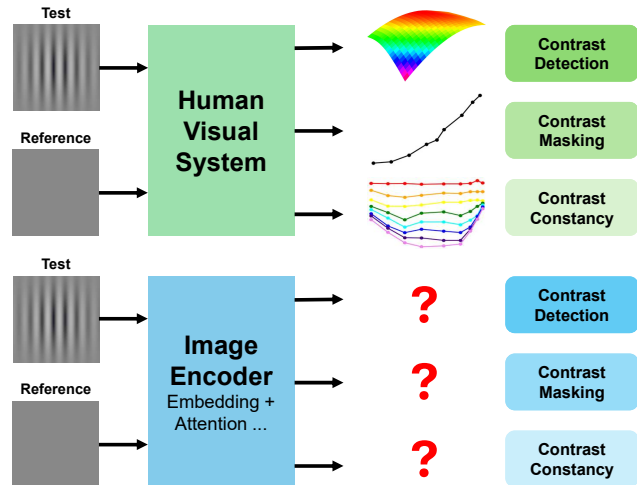 Test
Human
Visual
System
Contrast
Detection
Reference
Contrast
Masking
Contrast
Constancy
Test
Image
Encoder
Embedding +
Attention ...
?
Contrast
Detection
Reference
?
Contrast
Masking
?
Contrast
Constancy